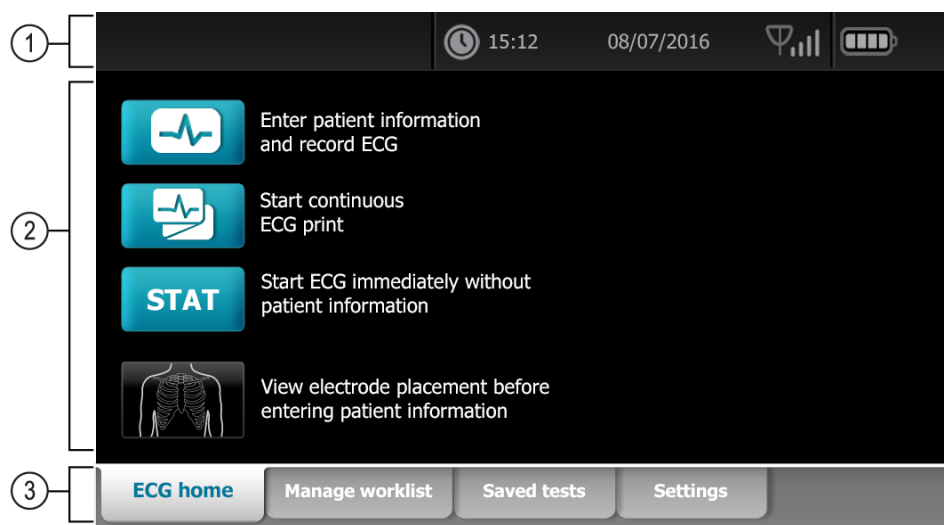 1
15:12
08/07/2016
Enter patient information
and record ECG
2
Start continuous
ECG print
STAT
Start ECG immediately without
patient information
View electrode placement before
entering patient information
3
ECG home
Manage worklist
Saved tests
Settings